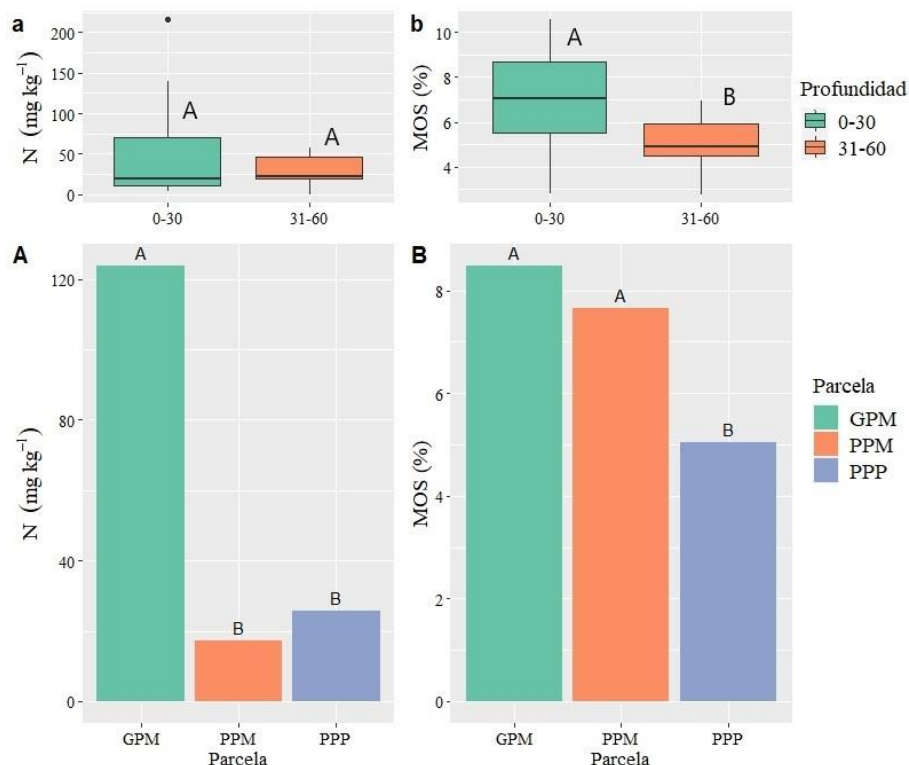 a
N (mg kg⁻¹)
200
150
100
50
0
A
A
0-30
31-60
b
MOS (%)
10
8
6
4
A
B
0-30
31-60
Profundidad
0-30
31-60
A
N (mg kg⁻¹)
120
80
40
0
A
B
B
GPM
PPM
PPP
Parcela
B
MOS (%)
8
6
4
2
0
A
A
B
GPM
PPM
PPP
Parcela
Parcela
GPM
PPM
PPP